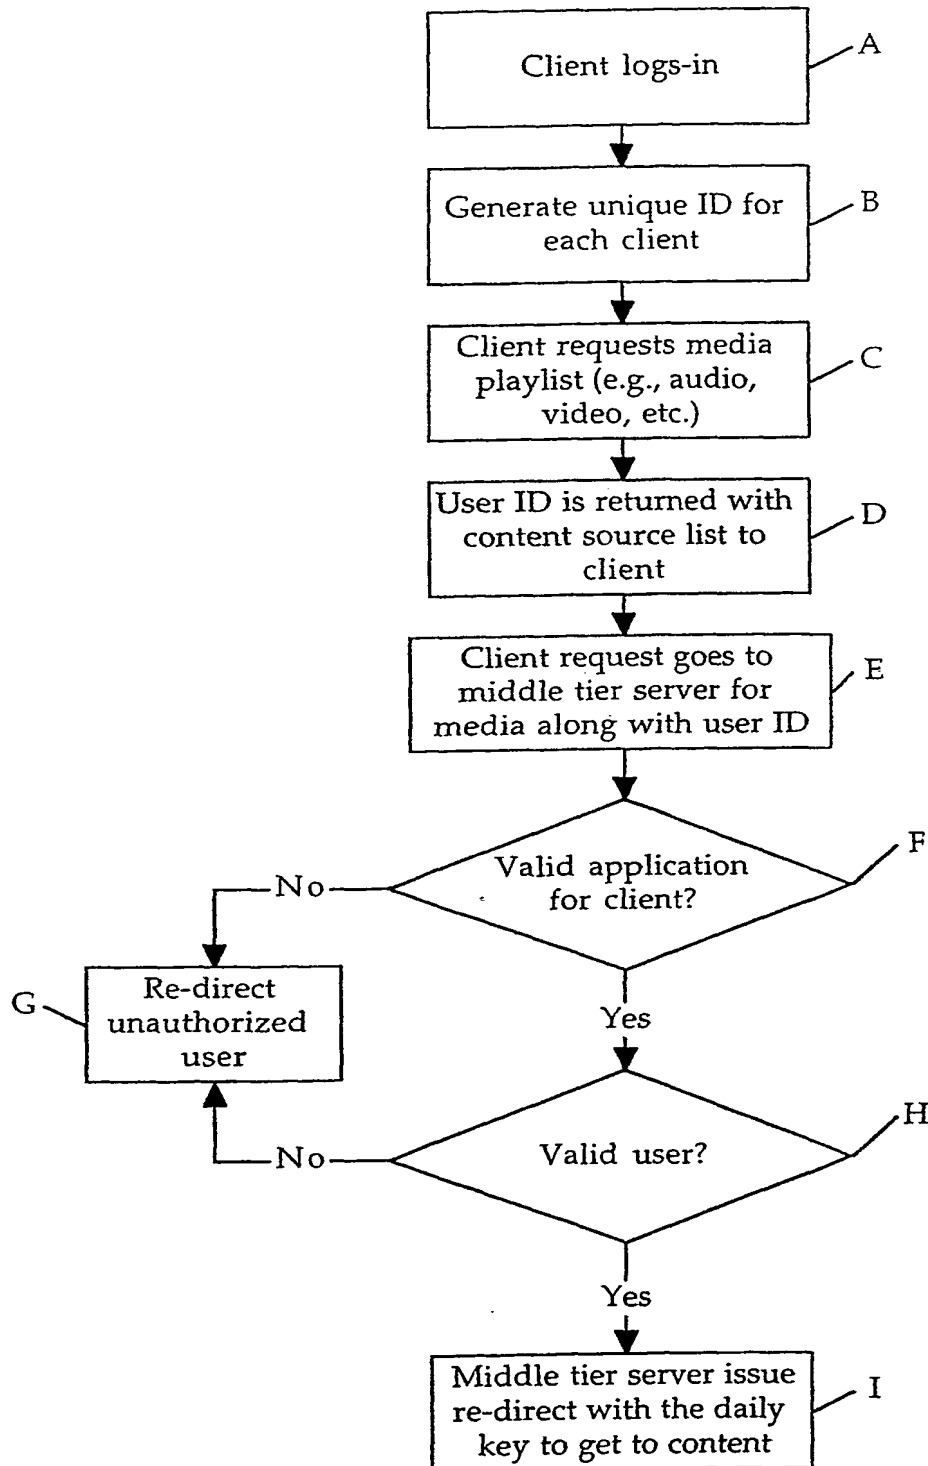 Client logs-in
A
Generate unique ID for
each client
B
Client requests media
playlist (e.g., audio,
video, etc.)
C
User ID is returned with
content source list to
client
D
Client request goes to
middle tier server for
media along with user ID
E
Valid application
for client?
F
No
Re-direct
unauthorized
user
G
Yes
Valid user?
H
No
Yes
Middle tier server issue
re-direct with the daily
key to get to content
I